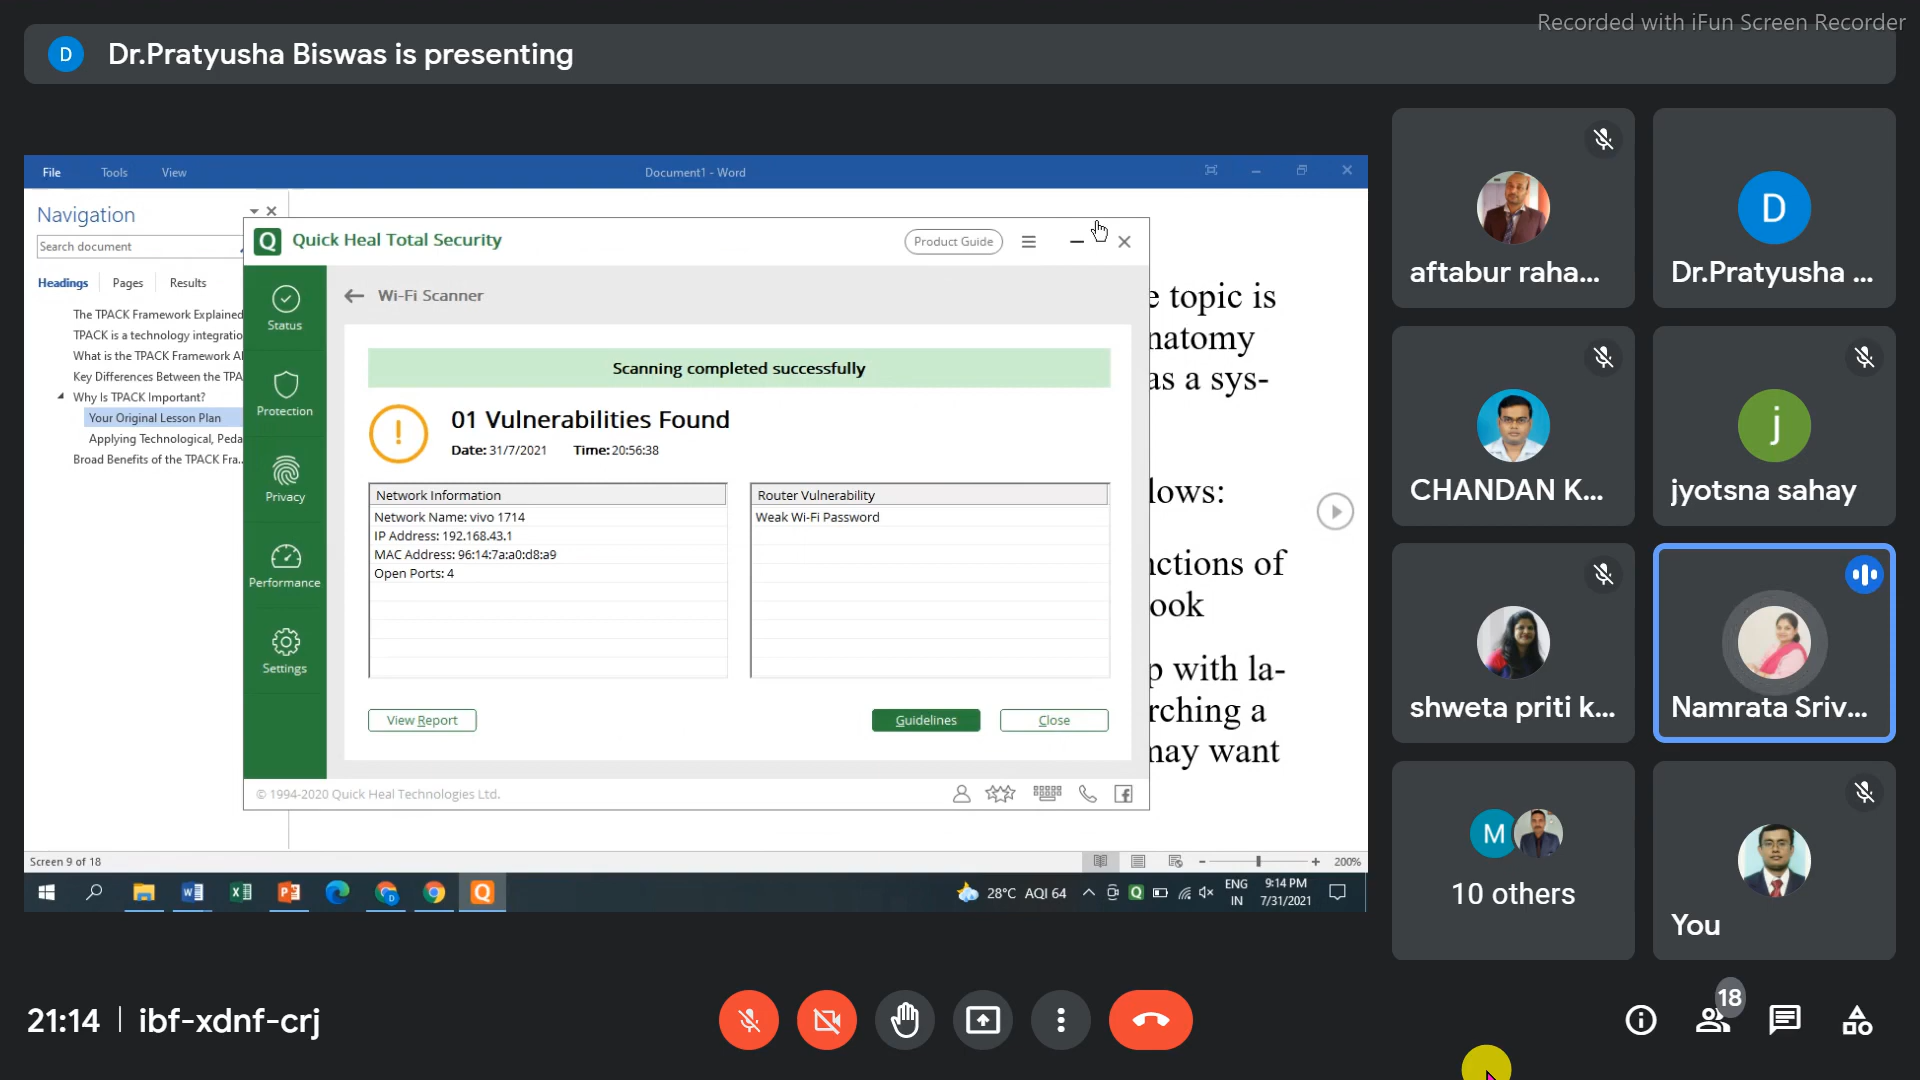 Recorded with iFun Screen Recorder
D Dr.Pratyusha Biswas is presenting
File Tools View Document1 - Word
Navigation
Search document
Headings Pages Results
The TPACK Framework Explained
TPACK is a technology integratio
What is the TPACK Framework Al
Key Differences Between the TPA
Why Is TPACK Important?
Your Original Lesson Plan
Applying Technological, Peda
Broad Benefits of the TPACK Fra...
Q Quick Heal Total Security Product Guide
Status
Protection
Privacy
Performance
Settings
Wi-Fi Scanner
Scanning completed successfully
01 Vulnerabilities Found
Date: 31/7/2021 Time: 20:56:38
Network Information
Network Name: vivo 1714
IP Address: 192.168.43.1
MAC Address: 96:14:7a:a0:d8:a9
Open Ports: 4
Router Vulnerability
Weak Wi-Fi Password
View Report Guidelines Close
© 1994-2020 Quick Heal Technologies Ltd.
e topic is
natomy
as a sys-
lows:
nctions of
ook
p with la-
rching a
may want
Screen 9 of 18 200%
28°C AQI 64 ENG IN 9:14 PM 7/31/2021
aftabur raha...
D
Dr.Pratyusha ...
CHANDAN K...
j
jyotsna sahay
shweta priti k...
Namrata Sriv...
M
10 others
You
21:14 ibf-xdnf-crj
18